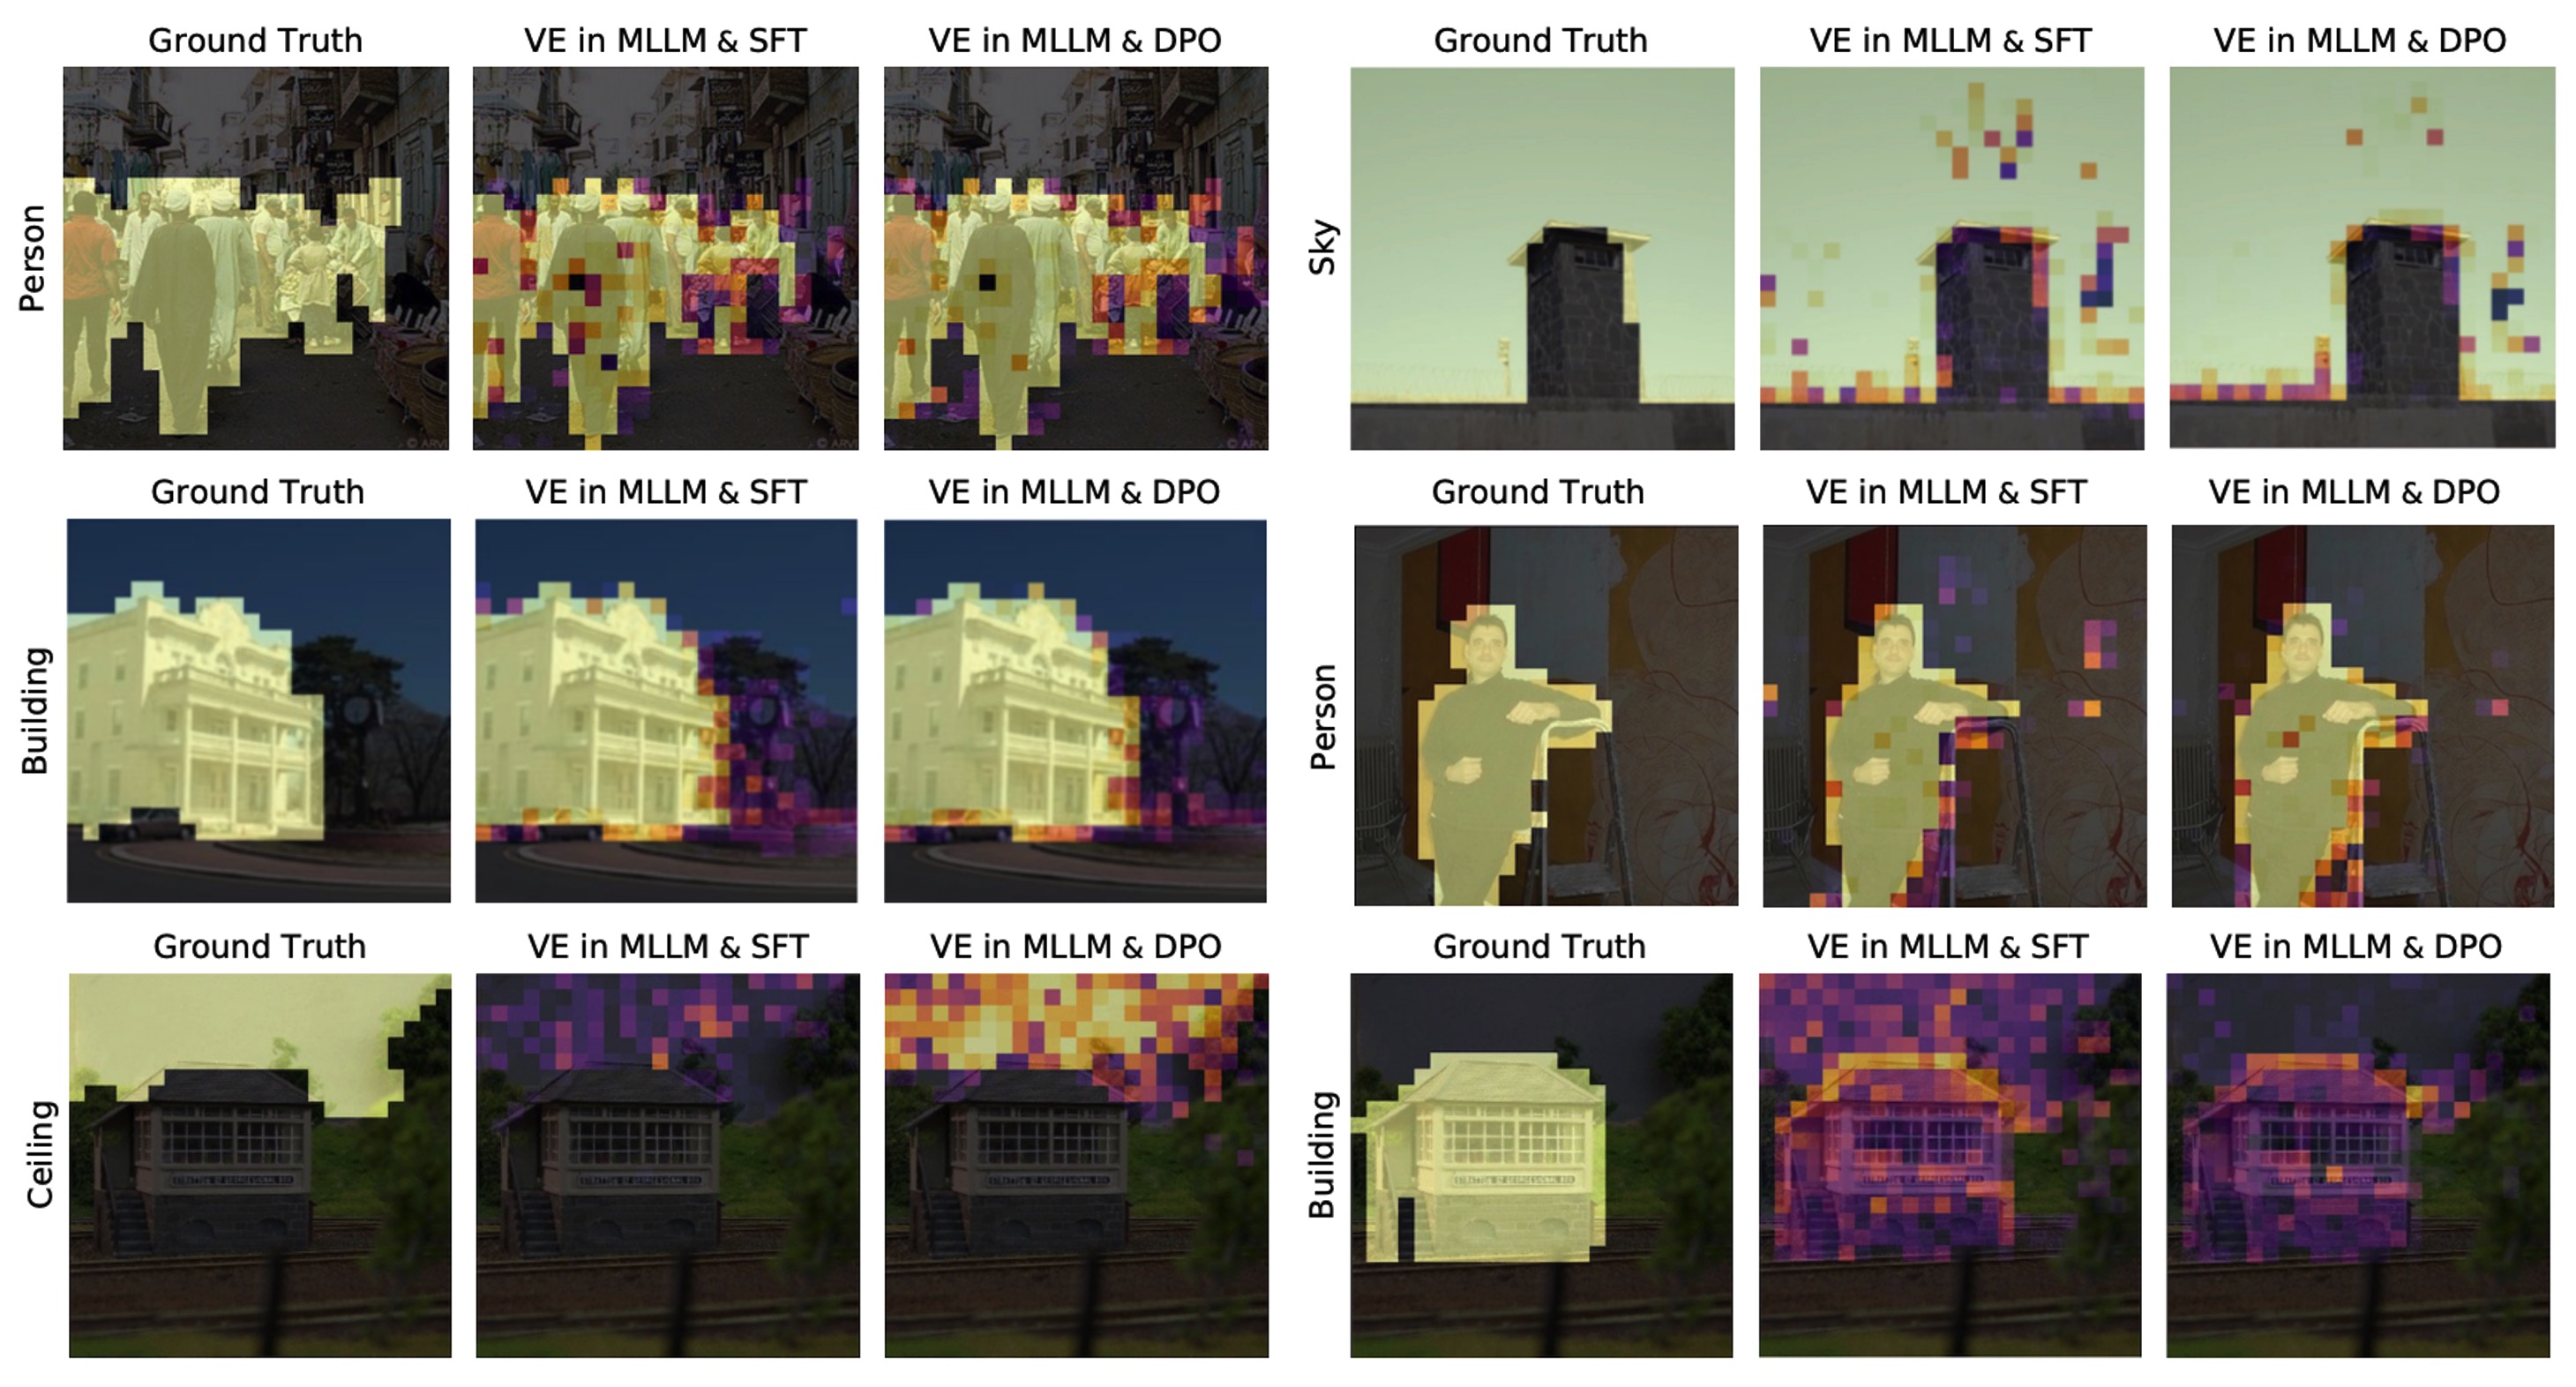 Ground Truth VE in MLLM & SFT VE in MLLM & DPO Ground Truth VE in MLLM & SFT VE in MLLM & DPO
Person
Sky
© ARVI
© ARVI
Ground Truth VE in MLLM & SFT VE in MLLM & DPO Ground Truth VE in MLLM & SFT VE in MLLM & DPO
Building
Person
Ground Truth VE in MLLM & SFT VE in MLLM & DPO Ground Truth VE in MLLM & SFT VE in MLLM & DPO
Ceiling
Building